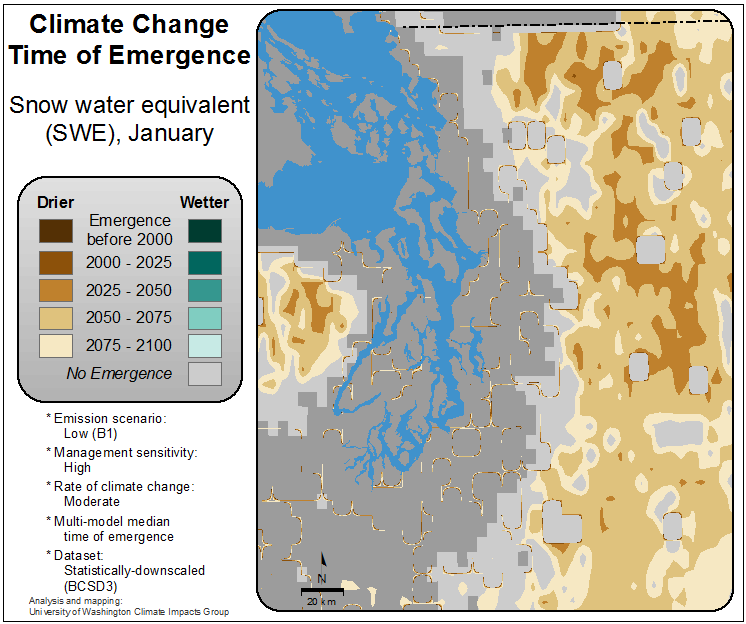 Climate Change
Time of Emergence
Snow water equivalent
(SWE), January
Drier Wetter
Emergence
before 2000
2000 - 2025
2025 - 2050
2050 - 2075
2075 - 2100
No Emergence
* Emission scenario:
Low (B1)
* Management sensitivity:
High
* Rate of climate change:
Moderate
* Multi-model median
time of emergence
* Dataset:
Statistically-downscaled
(BCSD3)
Analysis and mapping:
University of Washington Climate Impacts Group
N
20 km